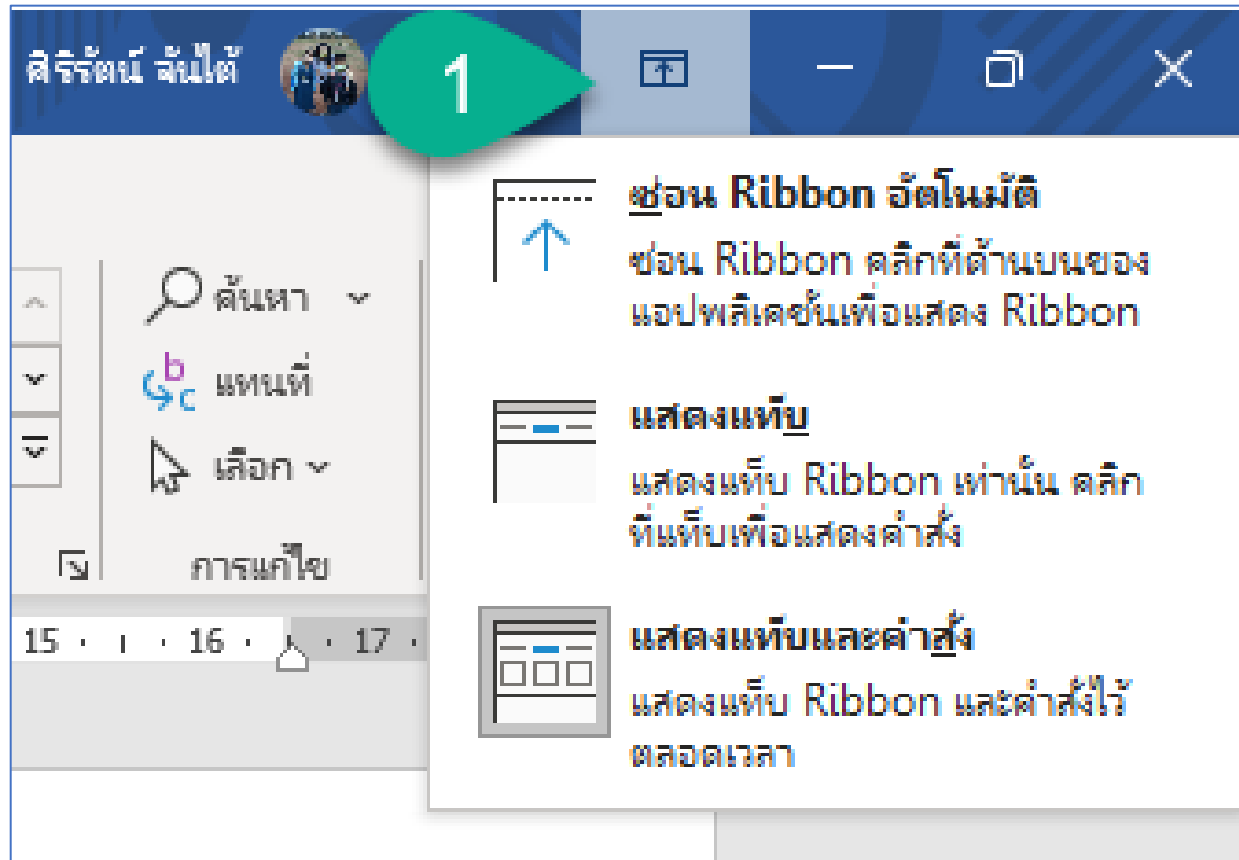 ศิริรัตน์ จันได้
1
ซ่อน Ribbon อัตโนมัติ
ซ่อน Ribbon คลิกที่ด้านบนของ
แอปพลิเคชันเพื่อแสดง Ribbon
ค้นหา
b
c แทนที่
เลือก
การแก้ไข
แสดงแท็บ
แสดงแท็บ Ribbon เท่านั้น คลิก
ที่แท็บเพื่อแสดงคำสั่ง
15 16 17
แสดงแท็บและคำสั่ง
แสดงแท็บ Ribbon และคำสั่งไว้
ตลอดเวลา